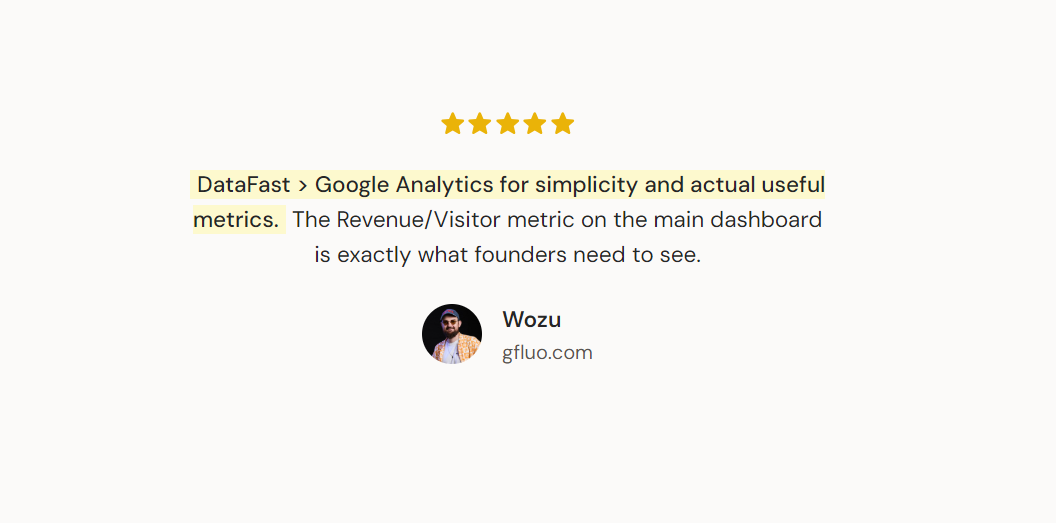 DataFast > Google Analytics for simplicity and actual useful
metrics. The Revenue/Visitor metric on the main dashboard
is exactly what founders need to see.
Wozu
gfluo.com